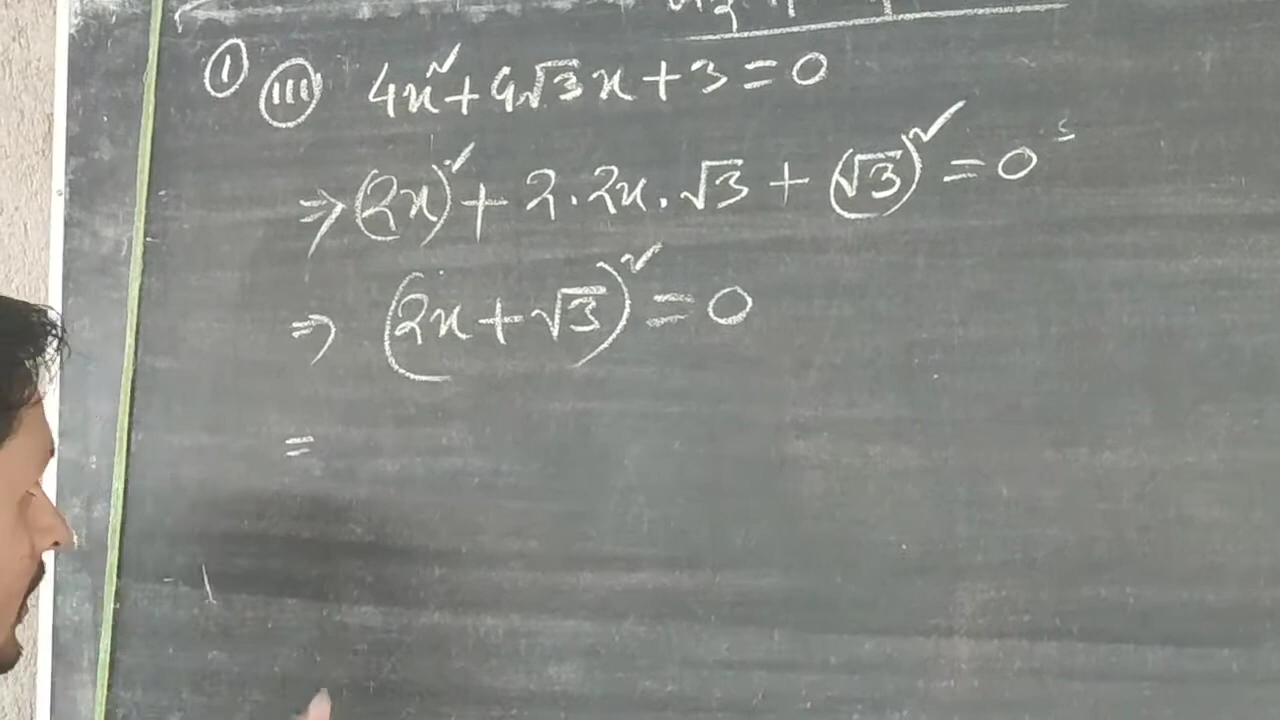 ① ⅲ 4x² + 4√3x + 3 = 0
⇒ (2x)² + 2·2x·√3 + (√3)² = 0
⇒ (2x + √3)² = 0
=